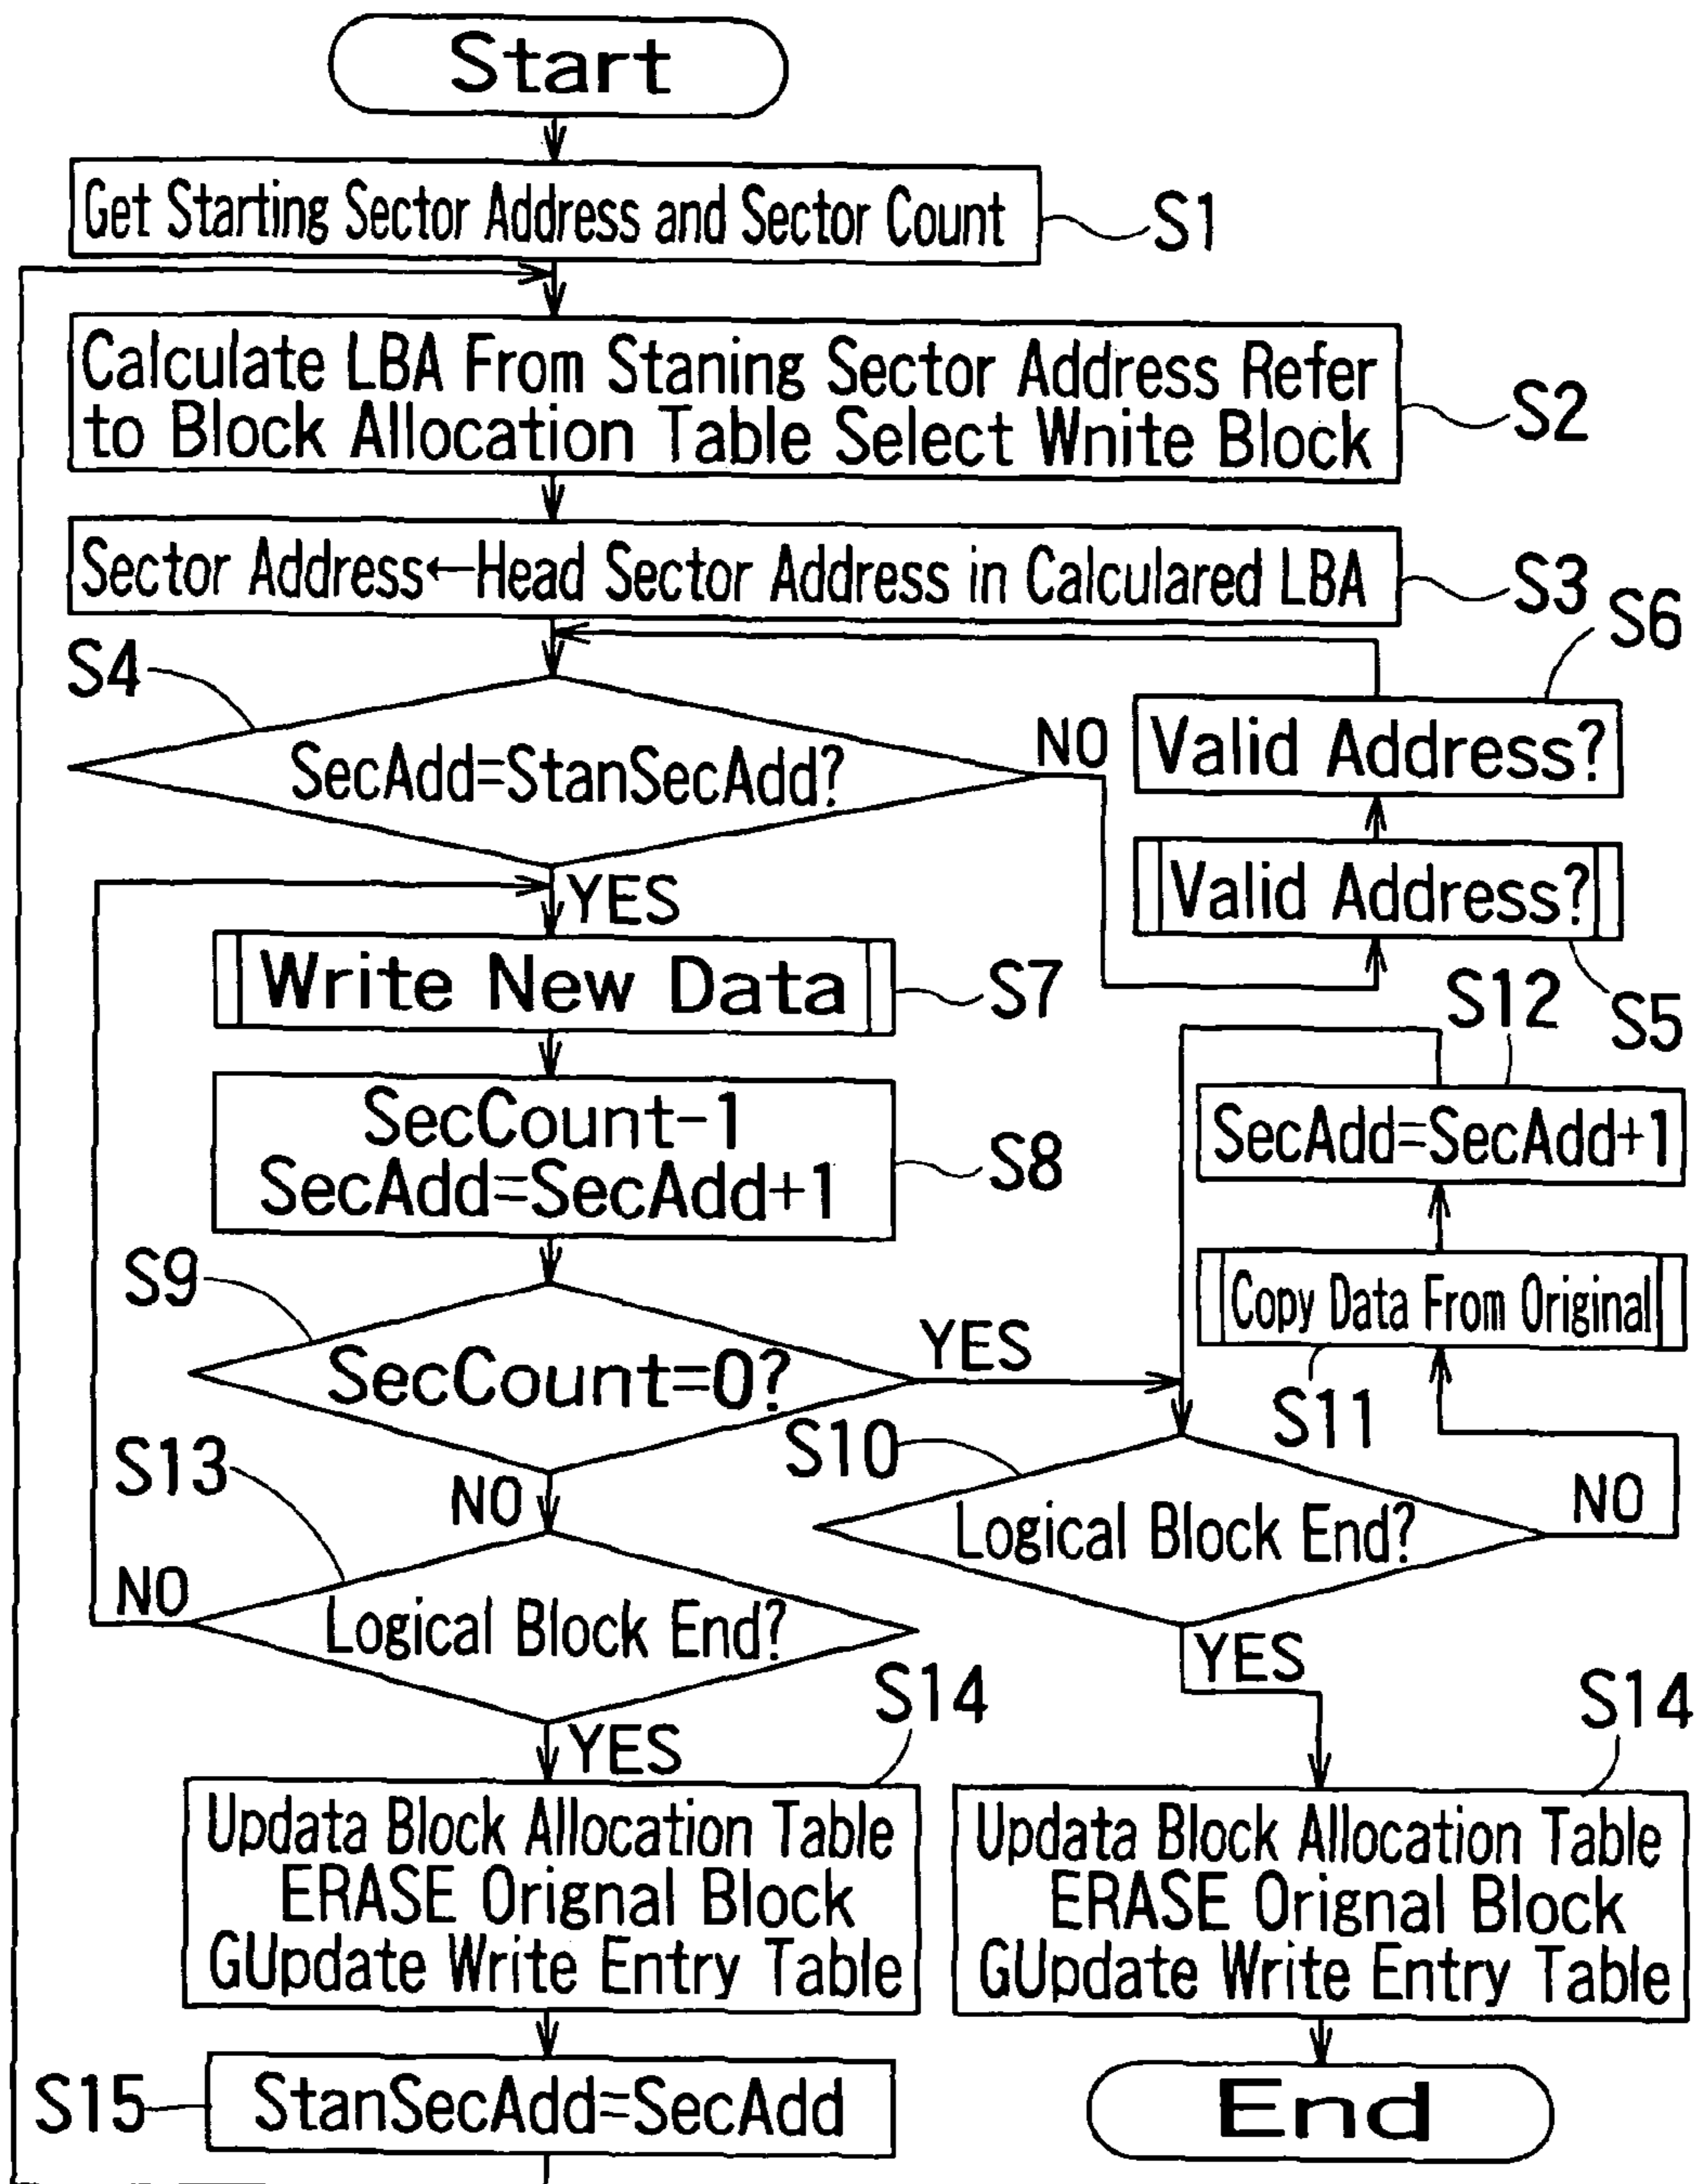 Start
Get Starting Sector Address and Sector Count
S1
Calculate LBA From Staning Sector Address Refer
to Block Allocation Table Select Wnite Block
S2
Sector Address←Head Sector Address in Calculared LBA
S3
S6
S4
SecAdd=StanSecAdd?
NO
Valid Address?
Valid Address?
S5
YES
Write New Data
S7
S12
SecCount-1
SecAdd=SecAdd+1
S8
SecAdd=SecAdd+1
Copy Data From Original
S11
S9
SecCount=0?
YES
S10
Logical Block End?
NO
NO
S13
Logical Block End?
NO
YES
YES
S14
S14
Updata Block Allocation Table
ERASE Orignal Block
GUpdate Write Entry Table
Updata Block Allocation Table
ERASE Orignal Block
GUpdate Write Entry Table
S15
StanSecAdd=SecAdd
End